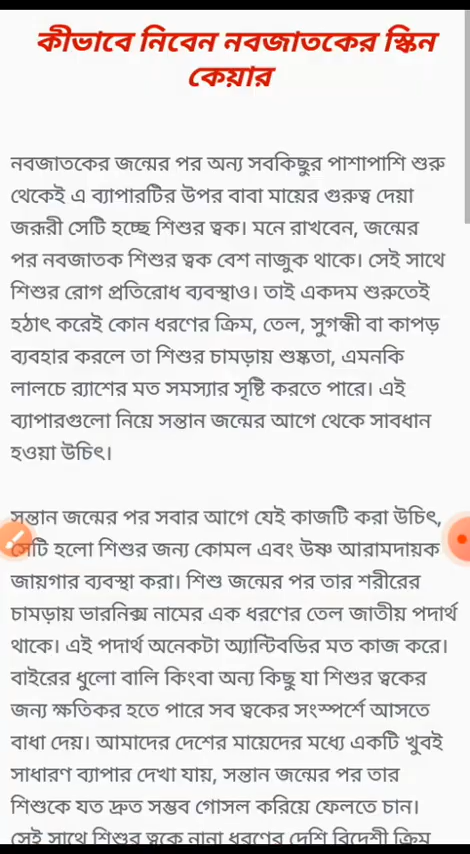 কীভাবে নিবেন নবজাতকের স্কিন
কেয়ার
নবজাতকের জন্মের পর অন্য সবকিছুর পাশাপাশি শুরু
থেকেই এ ব্যাপারটির উপর বাবা মায়ের গুরুত্ব দেয়া
জরূরী সেটি হচ্ছে শিশুর ত্বক। মনে রাখবেন, জন্মের
পর নবজাতক শিশুর ত্বক বেশ নাজুক থাকে। সেই সাথে
শিশুর রোগ প্রতিরোধ ব্যবস্থাও। তাই একদম শুরুতেই
হঠাৎ করেই কোন ধরণের ক্রিম, তেল, সুগন্ধী বা কাপড়
ব্যবহার করলে তা শিশুর চামড়ায় শুষ্কতা, এমনকি
লালচে র‍্যাশের মত সমস্যার সৃষ্টি করতে পারে। এই
ব্যাপারগুলো নিয়ে সন্তান জন্মের আগে থেকে সাবধান
হওয়া উচিৎ।
সন্তান জন্মের পর সবার আগে যেই কাজটি করা উচিৎ,
সেটি হলো শিশুর জন্য কোমল এবং উষ্ণ আরামদায়ক
জায়গার ব্যবস্থা করা। শিশু জন্মের পর তার শরীরের
চামড়ায় ভারনিক্স নামের এক ধরণের তেল জাতীয় পদার্থ
থাকে। এই পদার্থ অনেকটা অ্যান্টিবডির মত কাজ করে।
বাইরের ধুলো বালি কিংবা অন্য কিছু যা শিশুর ত্বকের
জন্য ক্ষতিকর হতে পারে সব ত্বকের সংস্পর্শে আসতে
বাধা দেয়। আমাদের দেশের মায়েদের মধ্যে একটি খুবই
সাধারণ ব্যাপার দেখা যায়, সন্তান জন্মের পর তার
শিশুকে যত দ্রুত সম্ভব গোসল করিয়ে ফেলতে চান।
সেই সাথে শিশুর ত্বকে নানা ধরণের দেশি বিদেশী ক্রিম